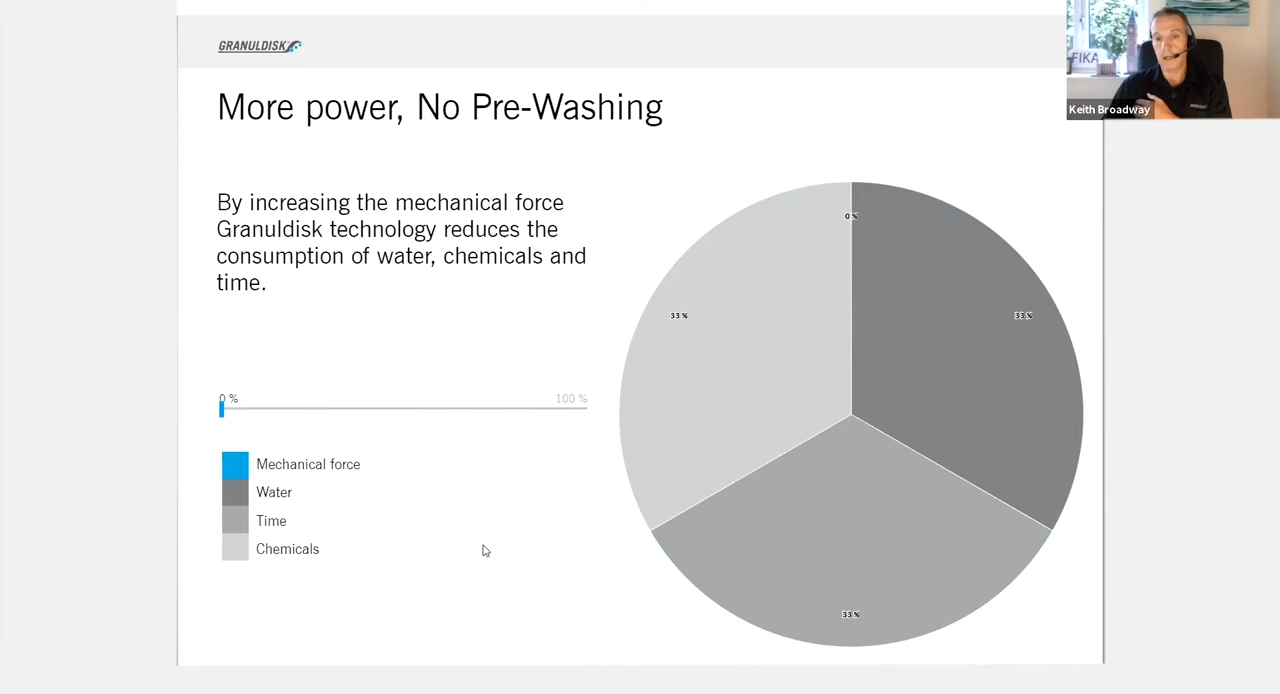 GRANULDISK
FIKA
Keith Broadway
More power, No Pre-Washing
By increasing the mechanical force
Granuldisk technology reduces the
consumption of water, chemicals and
time.
0 %
33 %
33 %
0 % 100 %
Mechanical force
Water
Time
Chemicals
33 %